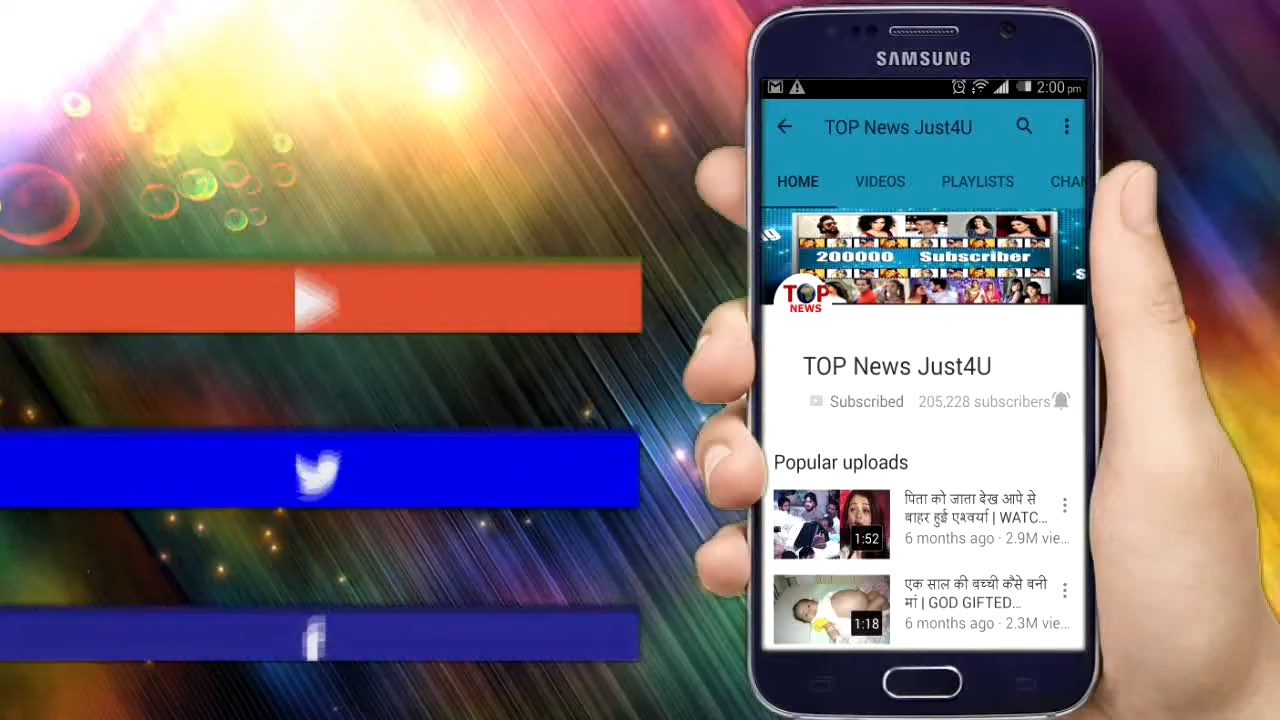 SAMSUNG
2:00 pm
TOP News Just4U
HOME VIDEOS PLAYLISTS CHAN
200000 Subscriber
TOP
NEWS
TOP News Just4U
Subscribed 205,228 subscribers
Popular uploads
पिता को जाता देख आपे से
बाहर हुई एश्वर्या | WATC...
1:52
6 months ago · 2.9M vie...
एक साल की बच्ची कैसे बनी
मां | GOD GIFTED...
1:18
6 months ago · 2.3M vie...